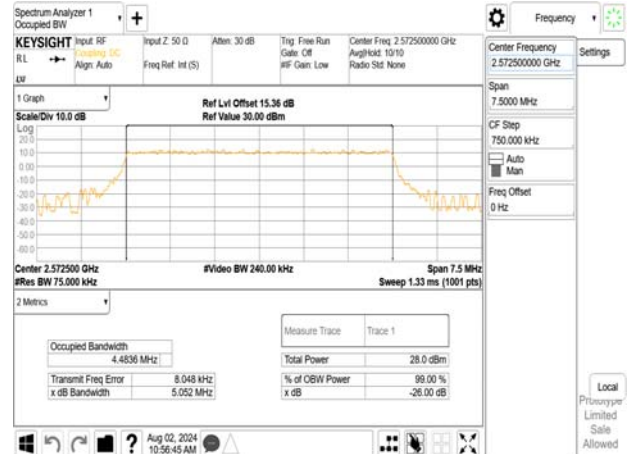 Spectrum Analyzer 1
Occupied BW
Frequency
KEYSIGHT
Input: RF
Coupling: DC
Align: Auto
Input Z: 50 Ω
Freq Ref: Int (S)
Atten: 30 dB
Trig: Free Run
Gate: Off
#IF Gain: Low
Center Freq: 2.572500000 GHz
Avg|Hold: 10/10
Radio Std: None
RL
LXI
Center Frequency
2.572500000 GHz
Settings
Span
7.5000 MHz
CF Step
750.000 kHz
Auto
Man
Freq Offset
0 Hz
1 Graph
Scale/Div 10.0 dB
Ref Lvl Offset 15.36 dB
Ref Value 30.00 dBm
Log
20.0
10.0
0.00
-10.0
-20.0
-30.0
-40.0
-50.0
-60.0
Center 2.572500 GHz
#Res BW 75.000 kHz
#Video BW 240.00 kHz
Span 7.5 MHz
Sweep 1.33 ms (1001 pts)
2 Metrics
Measure Trace Trace 1
Occupied Bandwidth
4.4836 MHz
Total Power 28.0 dBm
Transmit Freq Error 8.048 kHz
% of OBW Power 99.00 %
x dB Bandwidth 5.052 MHz
x dB -26.00 dB
Local
Prototype
Limited
Sale
Allowed
?
Aug 02, 2024
10:56:45 AM